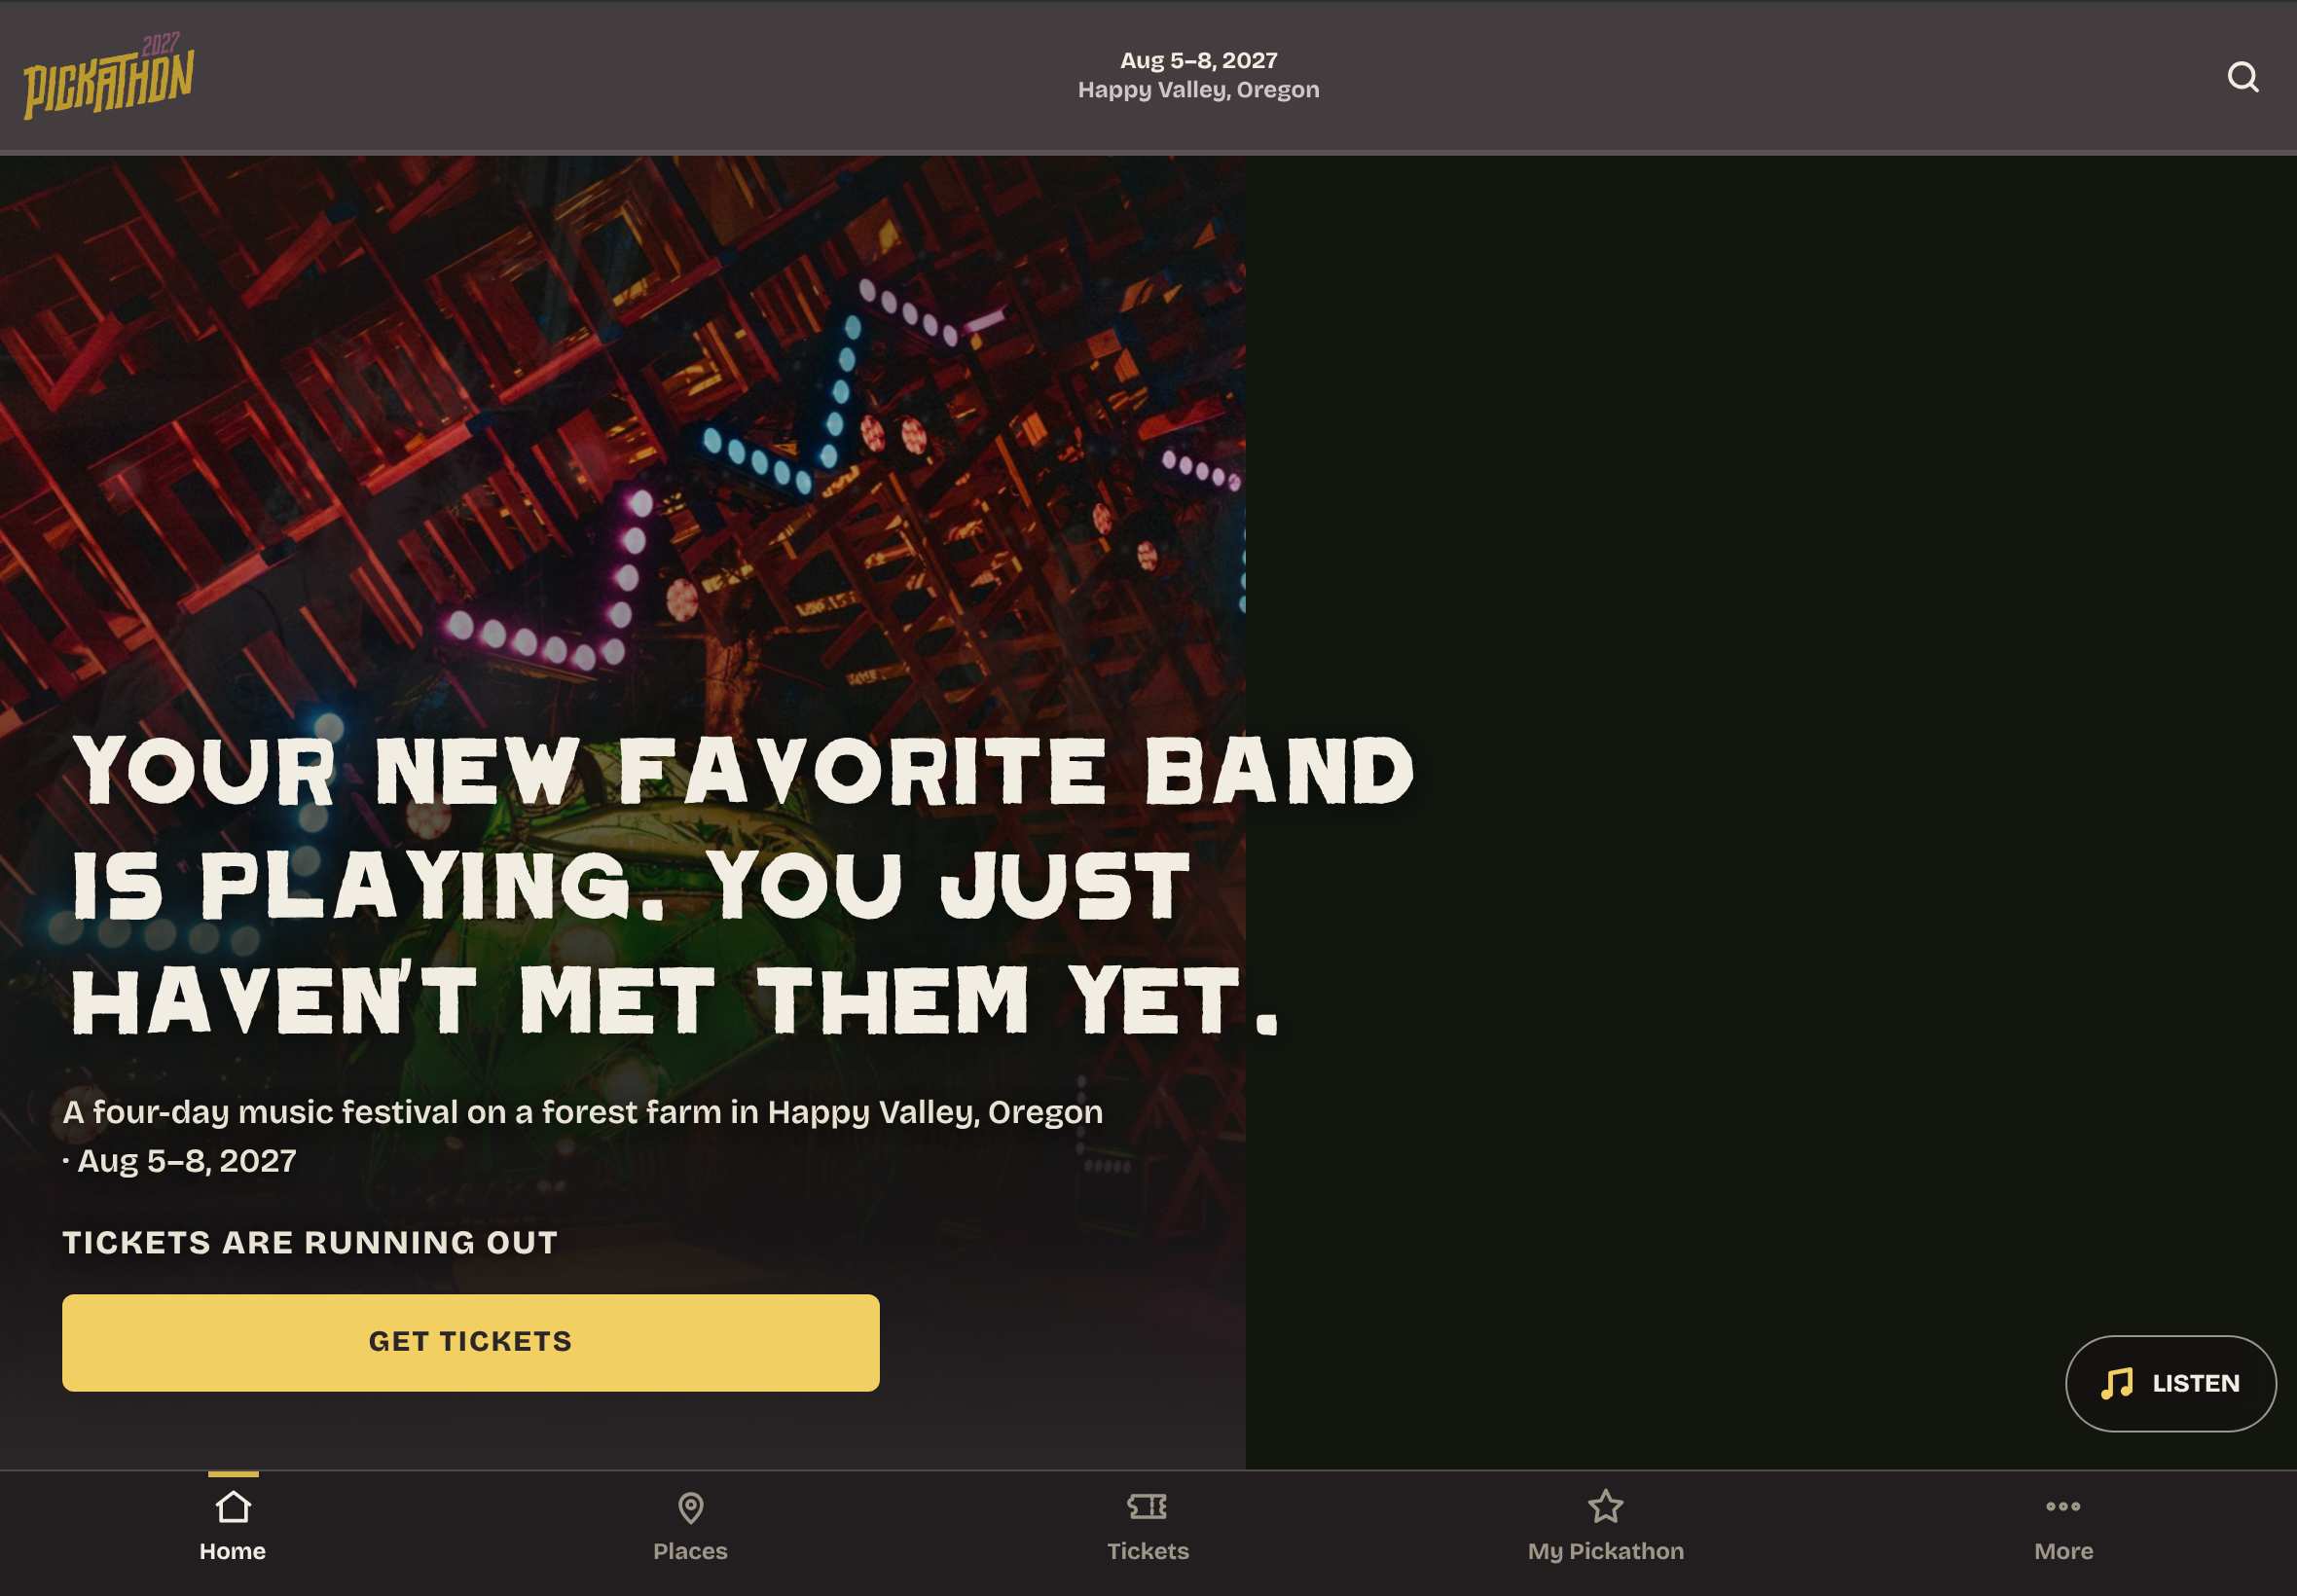 2027
PICKATHON
Aug 5–8, 2027
Happy Valley, Oregon
YOUR NEW FAVORITE BAND
IS PLAYING. YOU JUST
HAVEN'T MET THEM YET.
A four-day music festival on a forest farm in Happy Valley, Oregon
· Aug 5–8, 2027
TICKETS ARE RUNNING OUT
GET TICKETS
LISTEN
Home
Places
Tickets
My Pickathon
More